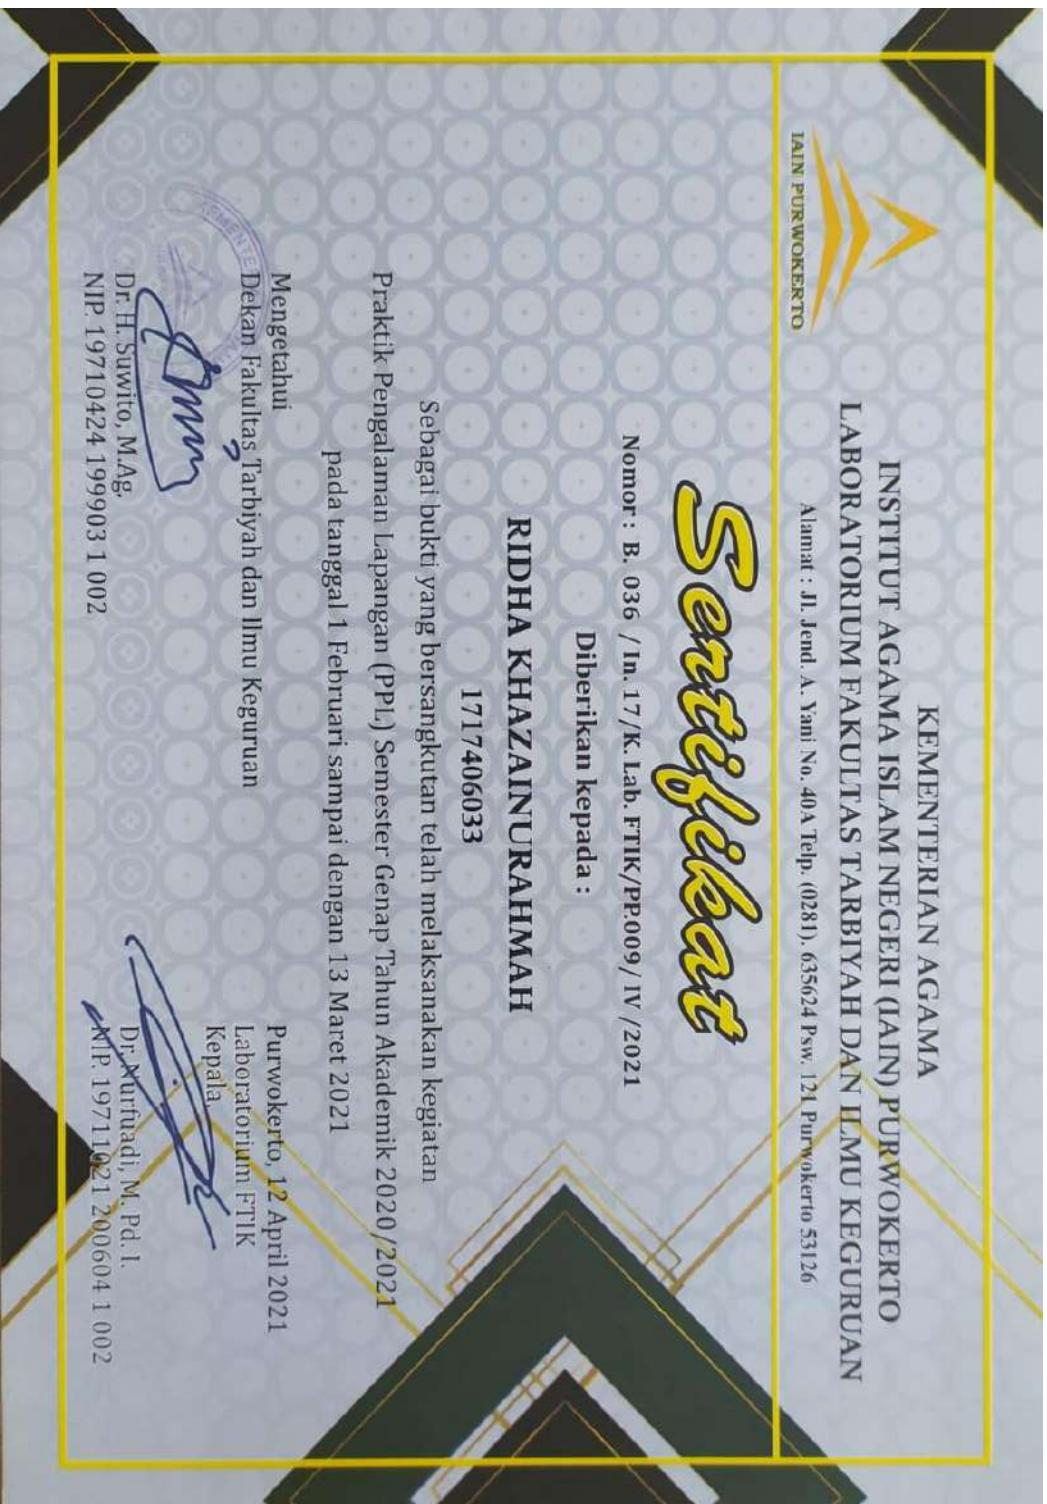 IAIN PURWOKERTO
KEMENTERIAN AGAMA
INSTITUT AGAMA ISLAM NEGERI (IAIN) PURWOKERTO
LABORATORIUM FAKULTAS TARBIYAH DAN ILMU KEGURUAN
Alamat : Jl. Jend. A. Yani No. 40A Telp. (0281). 635624 Psw. 121 Purwokerto 53126
Sertifikat
Nomor : B. 036 / In. 17/K. Lab. FTIK/PP.009/ IV /2021
Diberikan kepada :
RIDHA KHAZAINURAHMAH
1717406033
Sebagai bukti yang bersangkutan telah melaksanakan kegiatan
Praktik Pengalaman Lapangan (PPL) Semester Genap Tahun Akademik 2020/2021
pada tanggal 1 Februari sampai dengan 13 Maret 2021
Mengetahui
Dekan Fakultas Tarbiyah dan Ilmu Keguruan
Dr. H. Suwito, M.Ag.
NIP. 19710424 199903 1 002
Purwokerto, 12 April 2021
Laboratorium FTIK
Kepala,
Dr. Nurfuadi, M. Pd. I.
NIP. 19711021 200604 1 002